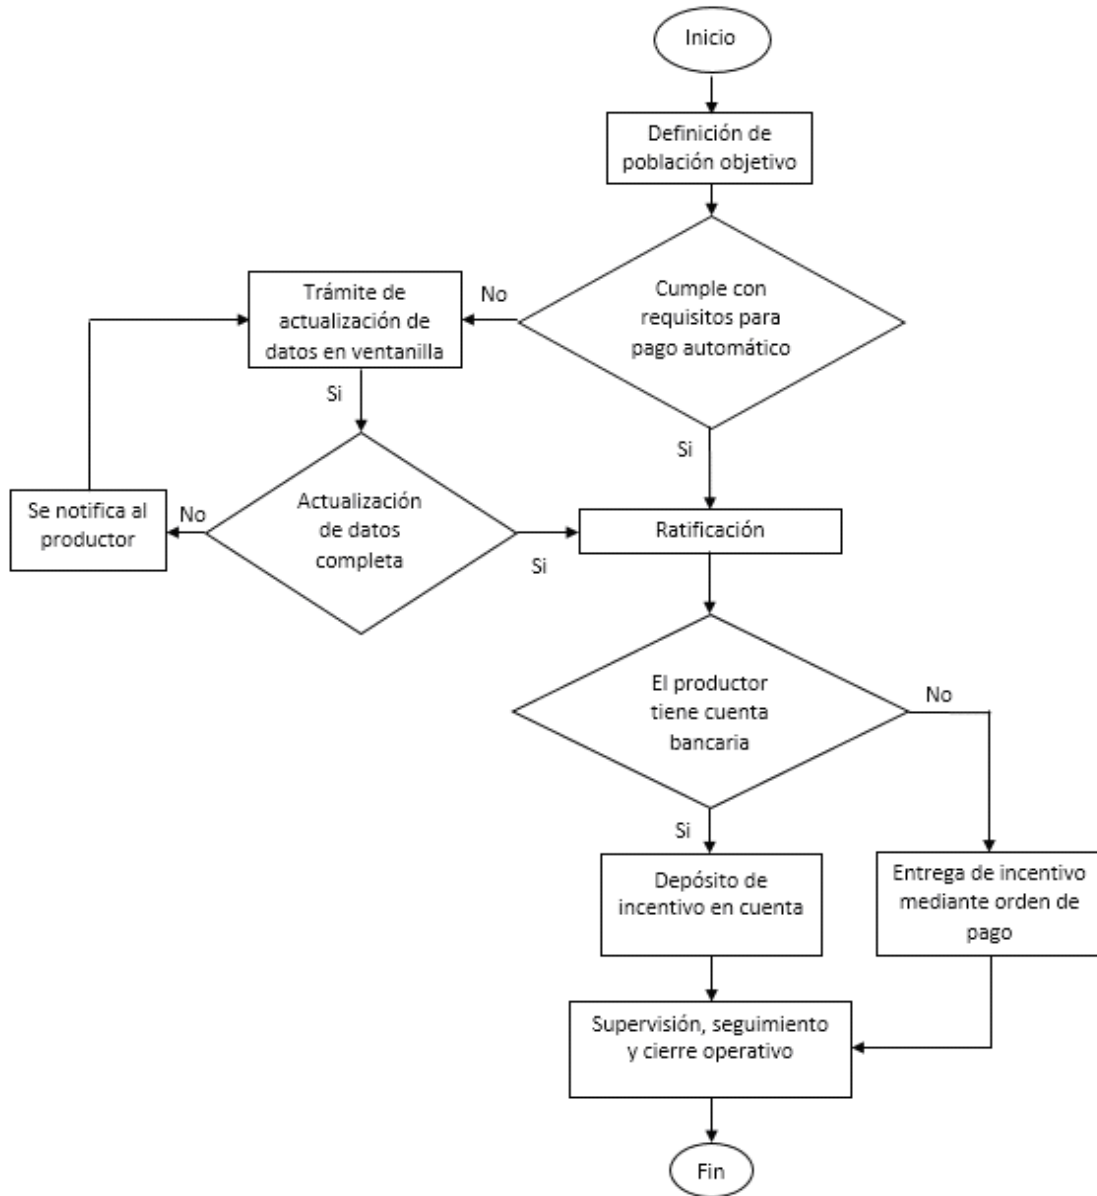 Inicio
Definición de
población objetivo
Cumple con
requisitos para
pago automático
No
Trámite de
actualización de
datos en ventanilla
Si
Si
Actualización
de datos
completa
No
Se notifica al
productor
Si
Ratificación
El productor
tiene cuenta
bancaria
No
Si
Depósito de
incentivo en cuenta
Entrega de incentivo
mediante orden de
pago
Supervisión, seguimiento
y cierre operativo
Fin